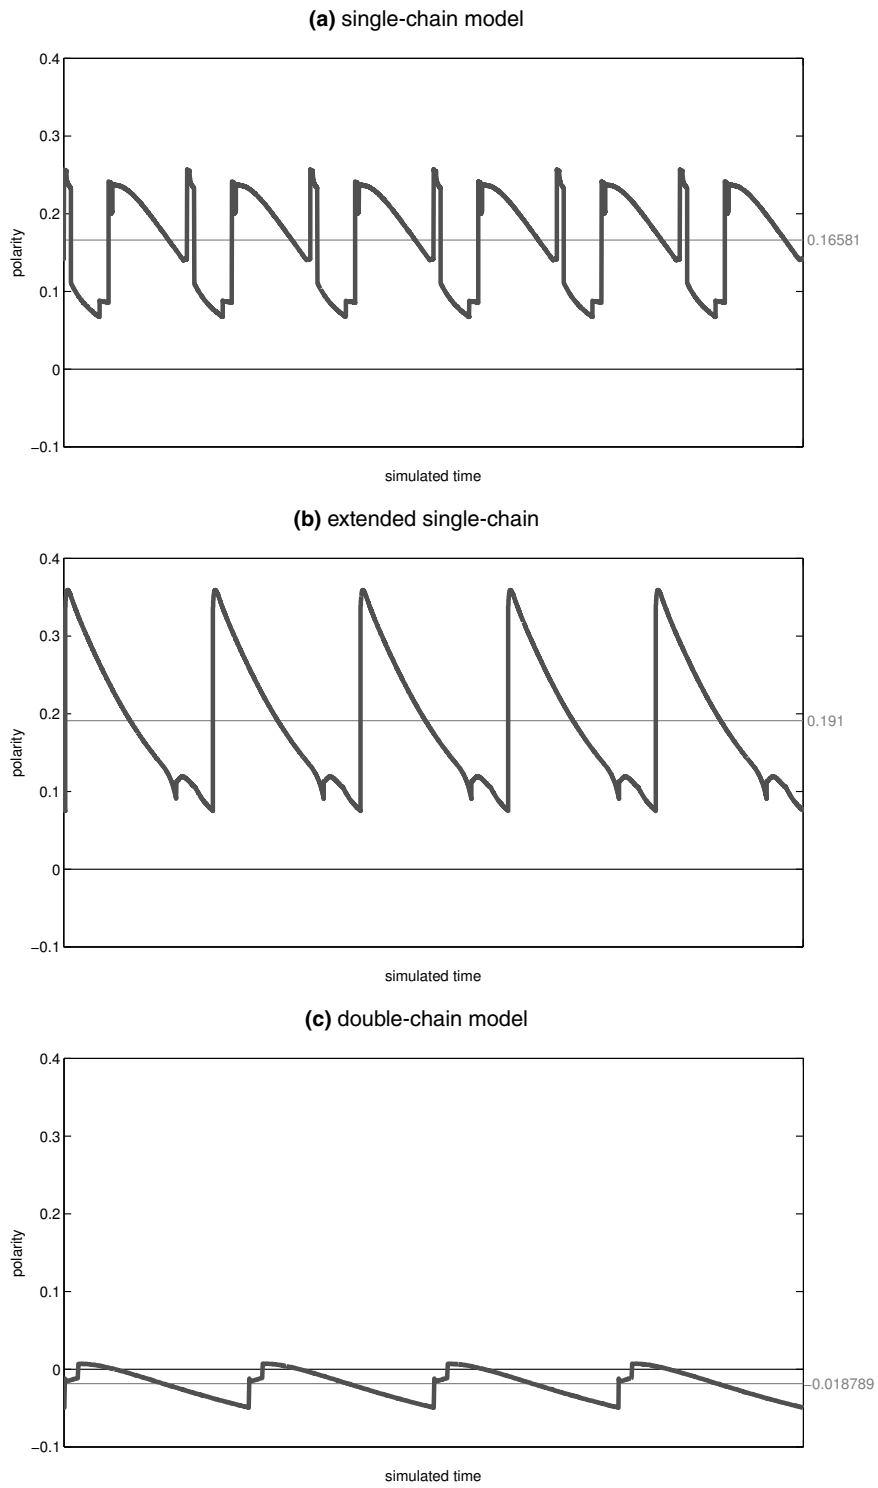 (a) single-chain model
0.4
0.3
0.2
0.1
0
−0.1
polarity
0.16581
simulated time
(b) extended single-chain
0.4
0.3
0.2
0.1
0
−0.1
polarity
0.191
simulated time
(c) double-chain model
0.4
0.3
0.2
0.1
0
−0.1
polarity
−0.018789
simulated time